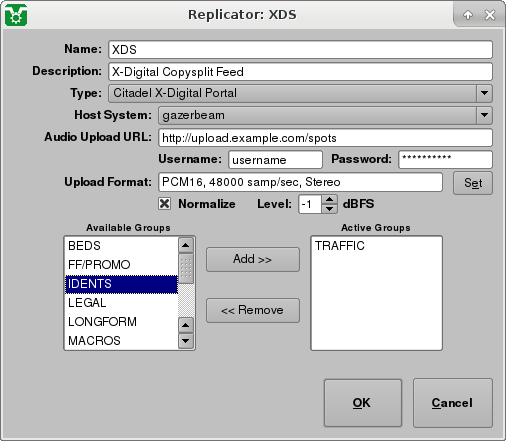 Replicator: XDS
Name: XDS
Description: X-Digital Copysplit Feed
Type: Citadel X-Digital Portal
Host System: gazerbeam
Audio Upload URL: http://upload.example.com/spots
Username: username Password: **********
Upload Format: PCM16, 48000 samp/sec, Stereo Set
Normalize Level: -1 dBFS
Available Groups Active Groups
BEDS TRAFFIC
FF/PROMO Add >>
IDENTS
LEGAL
LONGFORM << Remove
MACROS
OK Cancel